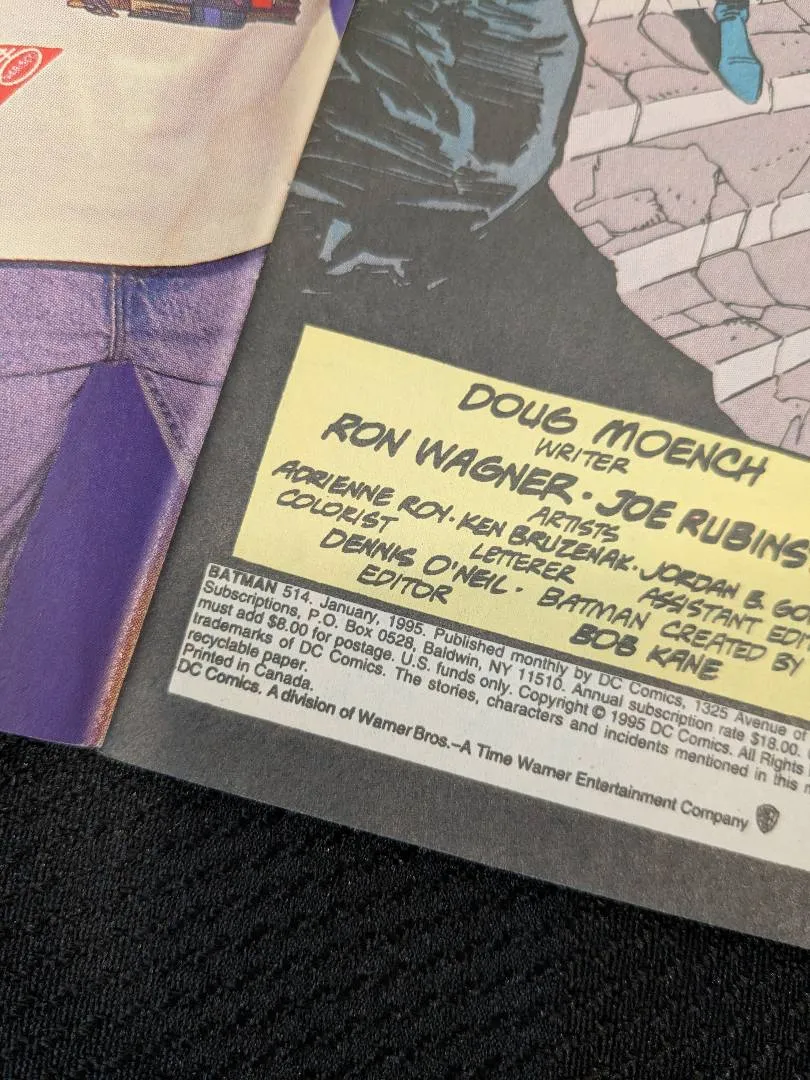 DOUG MOENCH
WRITER
RON WAGNER · JOE RUBINS
ARTISTS
ADRIENNE ROY · KEN BRUZENAK · JORDAN B. GO
COLORIST LETTERER ASSISTANT EDIT
DENNIS O'NEIL · BATMAN CREATED BY
EDITOR BOB KANE
BATMAN 514. January, 1995. Published monthly by DC Comics, 1325 Avenue of
Subscriptions, P.O. Box 0528, Baldwin, NY 11510. Annual subscription rate $18.00.
must add $8.00 for postage. U.S. funds only. Copyright © 1995 DC Comics. All Rights
trademarks of DC Comics. The stories, characters and incidents mentioned in this
recyclable paper.
Printed in Canada.
DC Comics. A division of Warner Bros.–A Time Warner Entertainment Company